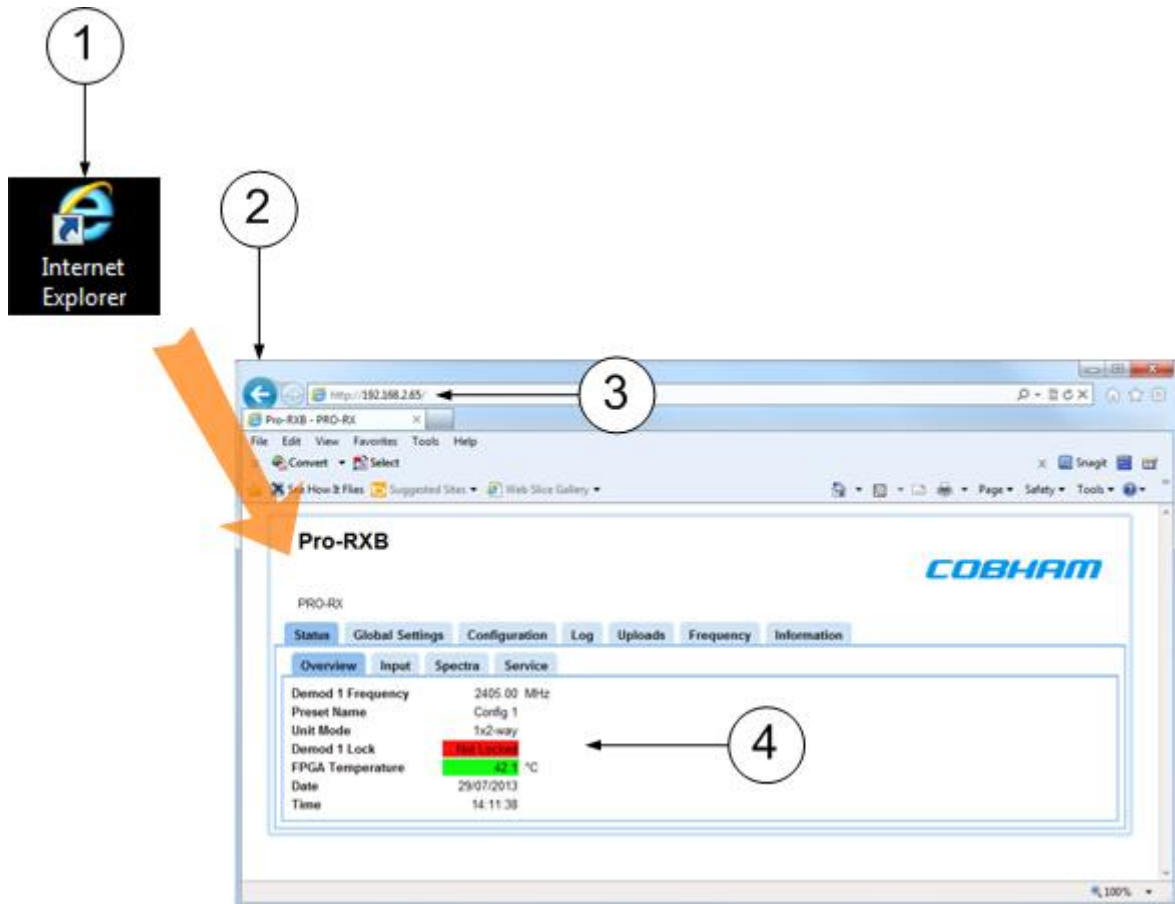 1
Internet
Explorer
2
3
http://192.168.2.65/
Pro-RXB - PRO-RX
File Edit View Favorites Tools Help
Convert Select
Snagit
See How It Flies Suggested Sites Web Slice Gallery
Page Safety Tools
Pro-RXB
COBHAM
PRO-RX
Status Global Settings Configuration Log Uploads Frequency Information
Overview Input Spectra Service
Demod 1 Frequency 2405.00 MHz
Preset Name Config 1
Unit Mode 1x2-way
Demod 1 Lock Not Locked
FPGA Temperature 42.1 °C
Date 29/07/2013
Time 14:11:38
4
100%